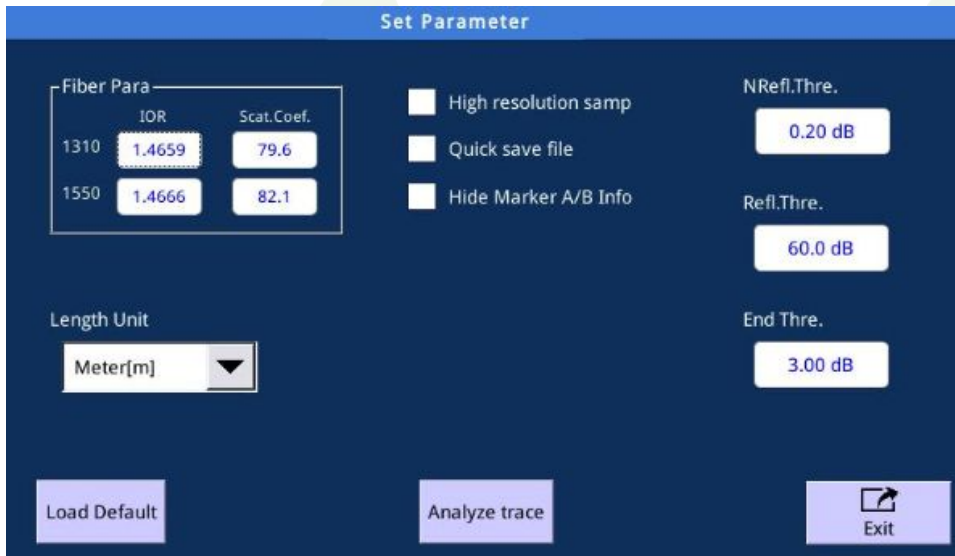 Set Parameter
Fiber Para
IOR Scat.Coef.
1310 1.4659 79.6
1550 1.4666 82.1
High resolution samp
Quick save file
Hide Marker A/B Info
NRefl.Thre.
0.20 dB
Refl.Thre.
60.0 dB
Length Unit
Meter[m]
End Thre.
3.00 dB
Load Default
Analyze trace
Exit